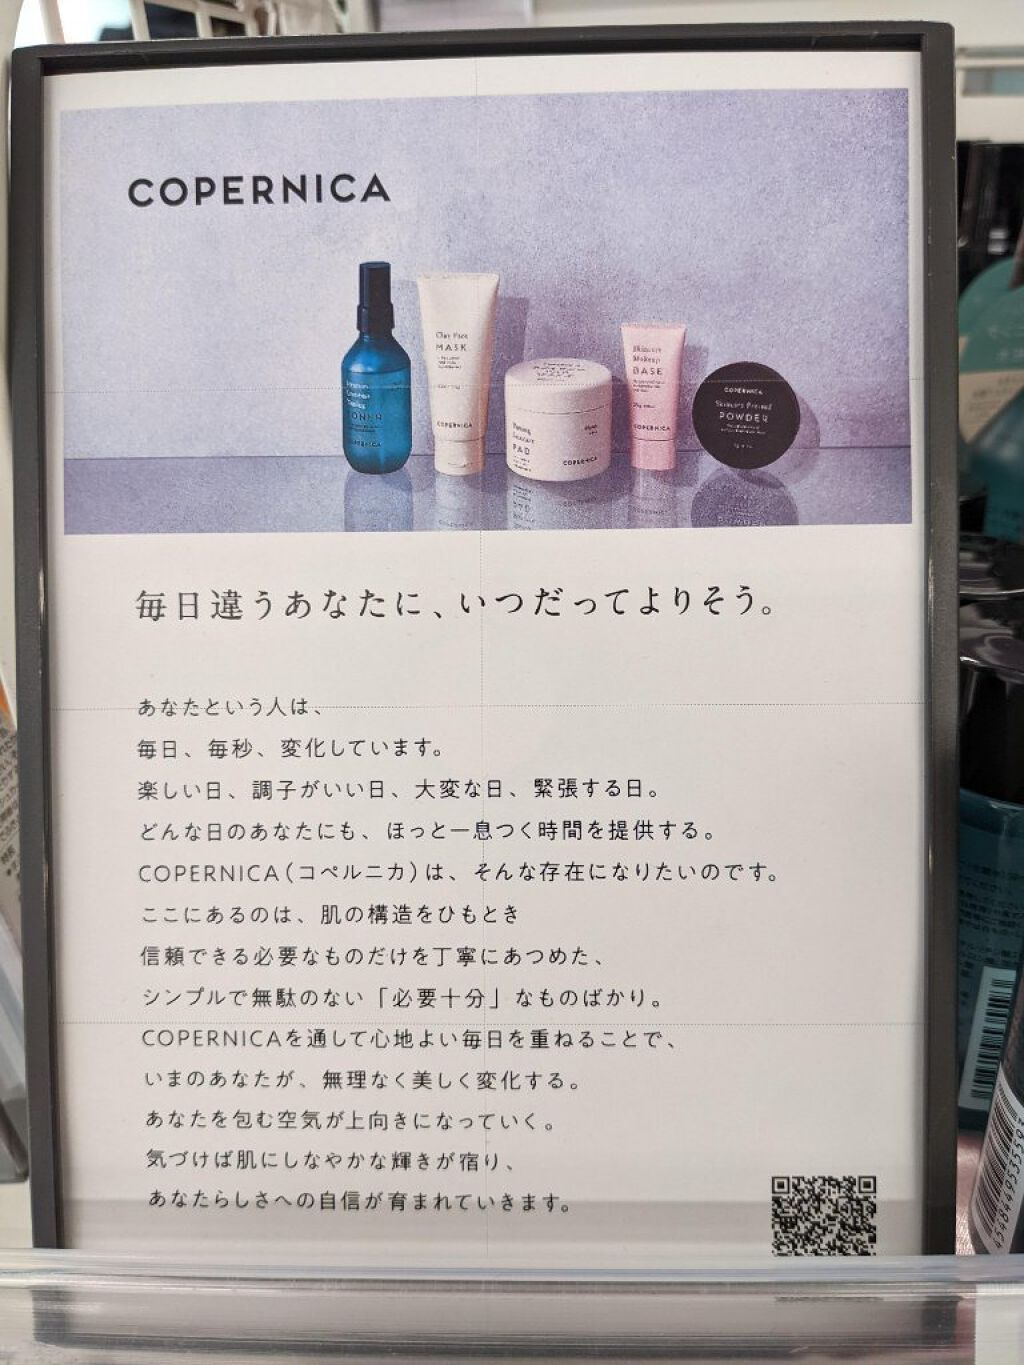 COPERNICA
Clay Face
MASK
COPERNICA
PAD
COPERNICA
Skincare
Makeup
BASE
COPERNICA
COPERNICA
POWDER
毎日違うあなたに、いつだってよりそう。
あなたという人は、
毎日、毎秒、変化しています。
楽しい日、調子がいい日、大変な日、緊張する日。
どんな日のあなたにも、ほっと一息つく時間を提供する。
COPERNICA（コペルニカ）は、そんな存在になりたいのです。
ここにあるのは、肌の構造をひもとき
信頼できる必要なものだけを丁寧にあつめた、
シンプルで無駄のない「必要十分」なものばかり。
COPERNICAを通して心地よい毎日を重ねることで、
いまのあなたが、無理なく美しく変化する。
あなたを包む空気が上向きになっていく。
気づけば肌にしなやかな輝きが宿り、
あなたらしさへの自信が育まれていきます。